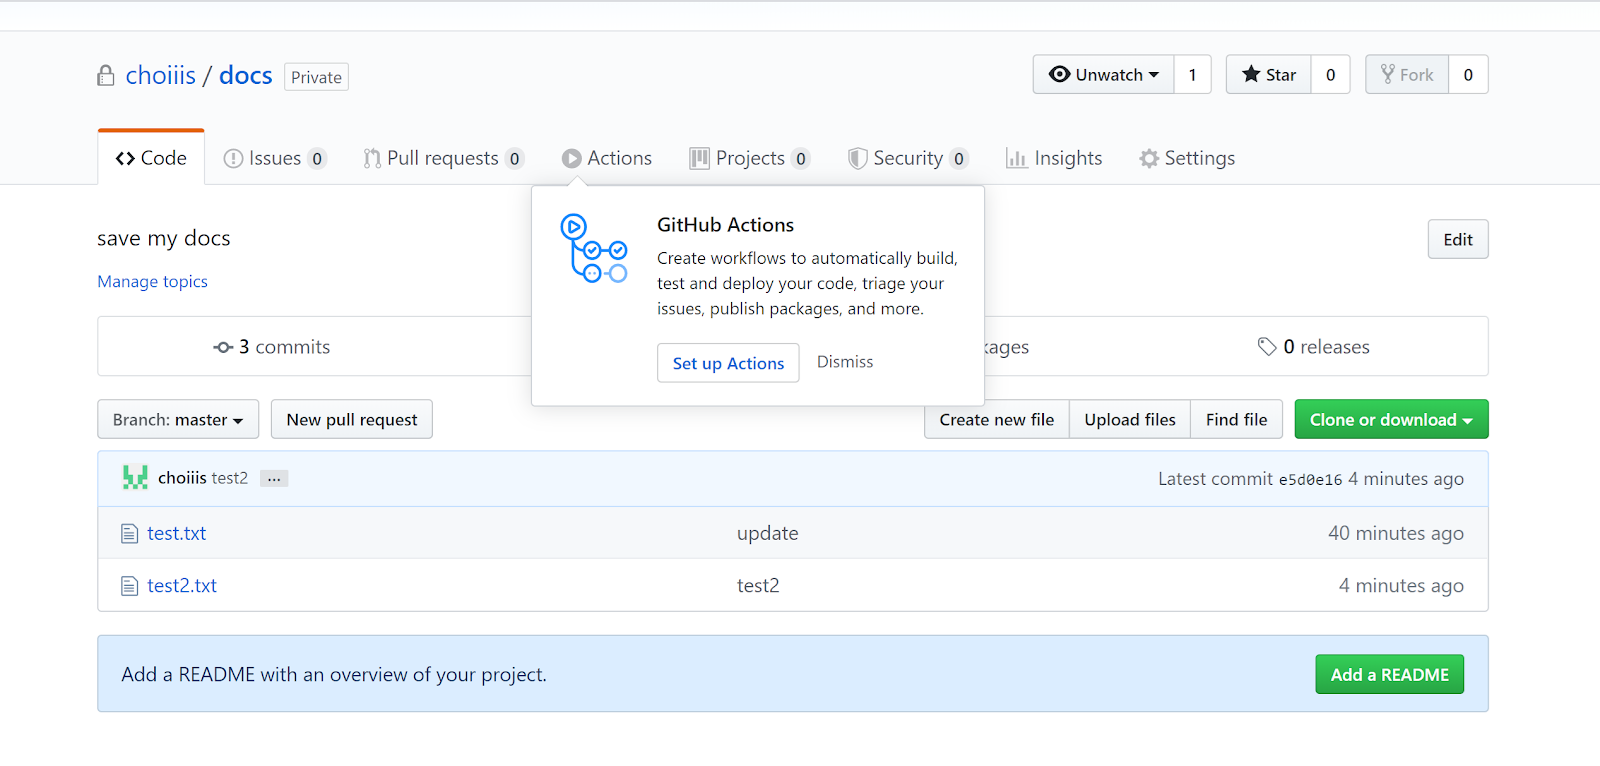 choiiis / docs Private
Unwatch 1 Star 0 Fork 0
Code Issues 0 Pull requests 0 Actions Projects 0 Security 0 Insights Settings
GitHub Actions
Create workflows to automatically build,
test and deploy your code, triage your
issues, publish packages, and more.
Set up Actions Dismiss
save my docs
Edit
Manage topics
3 commits
0 releases
Branch: master New pull request Create new file Upload files Find file Clone or download
choiiis test2 ... Latest commit e5d0e16 4 minutes ago
test.txt update 40 minutes ago
test2.txt test2 4 minutes ago
Add a README with an overview of your project. Add a README